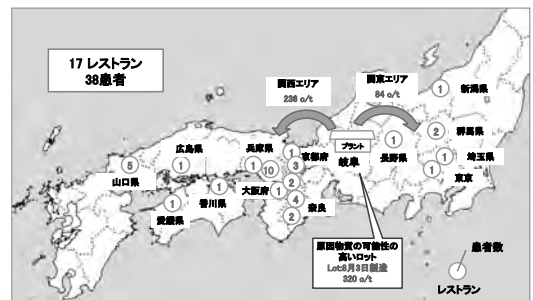 17 レストラン
38患者
関西エリア
236 c/t
関東エリア
84 c/t
1
新潟県
2
群馬県
プラント
岐阜
1
長野県
1
埼玉県
1
東京
広島県
1
兵庫県
1
10
1
京都府
3
5
山口県
2
大阪府
1
4
奈良
2
1
香川県
1
愛媛県
原因物質の可能性の
高いロット
Lot:6月3日製造
320 c/t
患者数
レストラン